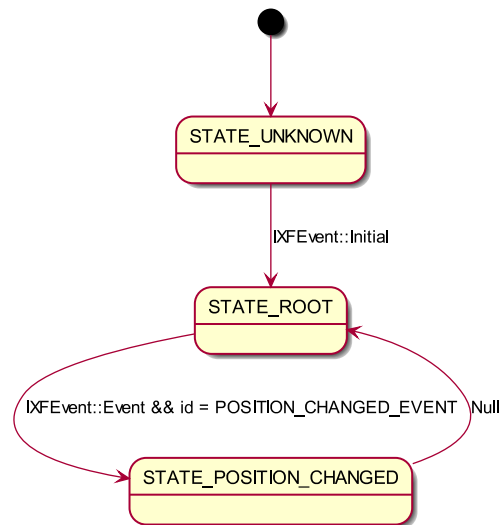 STATE_UNKNOWN
IXFEvent::Initial
STATE_ROOT
IXFEvent::Event && id = POSITION_CHANGED_EVENT
Null
STATE_POSITION_CHANGED